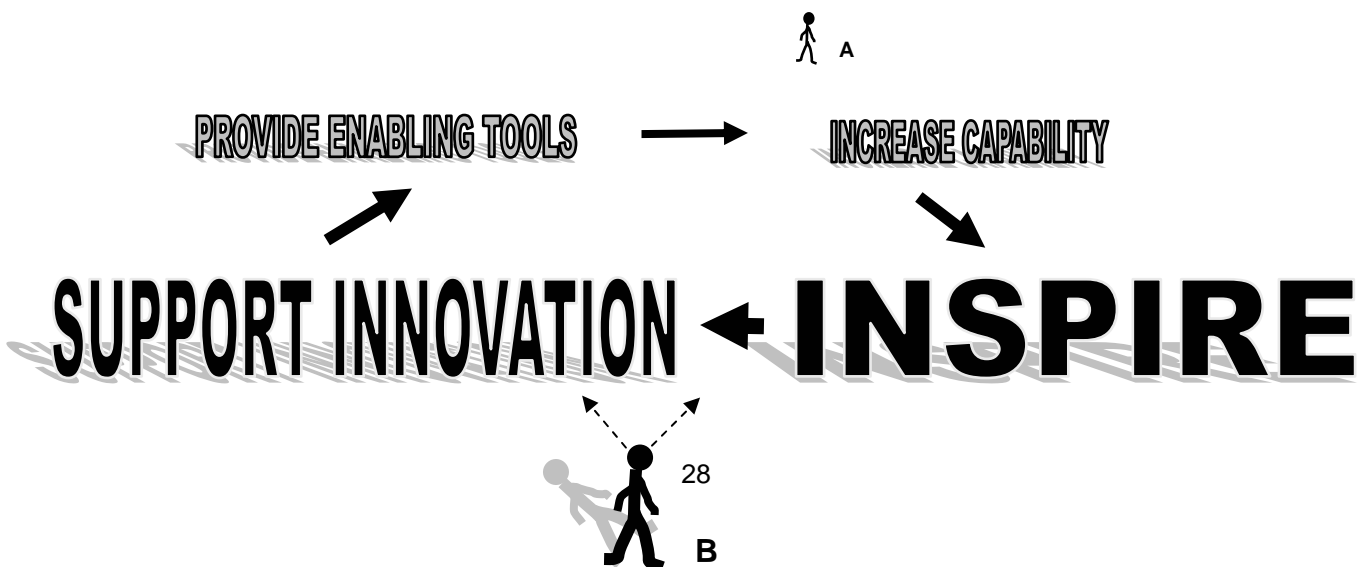 A
PROVIDE ENABLING TOOLS
INCREASE CAPABILITY
SUPPORT INNOVATION
INSPIRE
28
B